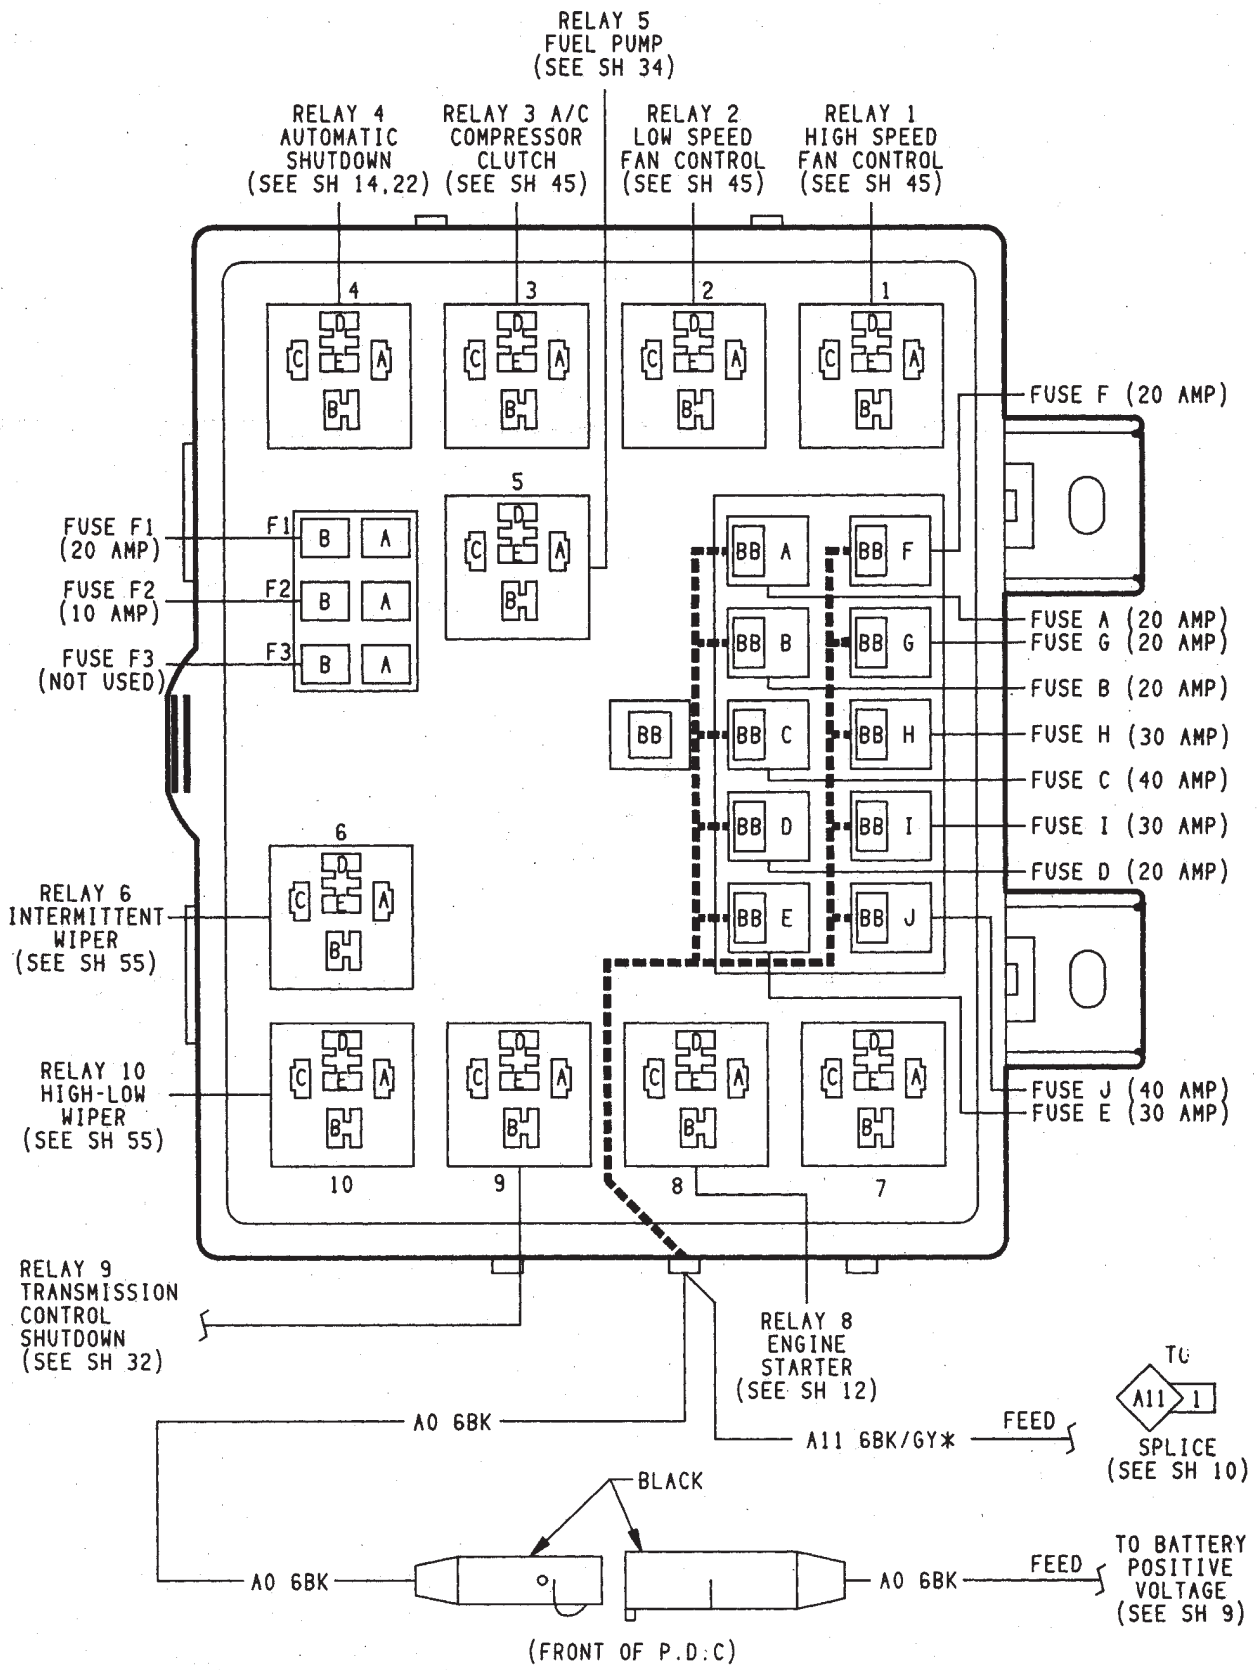 RELAY 5
FUEL PUMP
(SEE SH 34)
RELAY 4
AUTOMATIC
SHUTDOWN
(SEE SH 14,22)
RELAY 3 A/C
COMPRESSOR
CLUTCH
(SEE SH 45)
RELAY 2
LOW SPEED
FAN CONTROL
(SEE SH 45)
RELAY 1
HIGH SPEED
FAN CONTROL
(SEE SH 45)
4
3
2
1
D
C E A
B
D
C E A
B
D
C E A
B
D
C E A
B
FUSE F (20 AMP)
5
D
C E A
B
FUSE F1
(20 AMP)
F1
B A
FUSE F2
(10 AMP)
F2
B A
FUSE F3
(NOT USED)
F3
B A
BB A
BB F
BB B
BB G
BB
BB C
BB H
BB D
BB I
BB E
BB J
FUSE A (20 AMP)
FUSE G (20 AMP)
FUSE B (20 AMP)
FUSE H (30 AMP)
FUSE C (40 AMP)
FUSE I (30 AMP)
FUSE D (20 AMP)
6
D
C E A
B
RELAY 6
INTERMITTENT
WIPER
(SEE SH 55)
RELAY 10
HIGH-LOW
WIPER
(SEE SH 55)
D
C E A
B
D
C E A
B
D
C E A
B
D
C E A
B
FUSE J (40 AMP)
FUSE E (30 AMP)
10
9
8
7
RELAY 9
TRANSMISSION
CONTROL
SHUTDOWN
(SEE SH 32)
RELAY 8
ENGINE
STARTER
(SEE SH 12)
TO
A11 1
SPLICE
(SEE SH 10)
A0 6BK
A11 6BK/GY*
FEED
BLACK
A0 6BK
A0 6BK
FEED
TO BATTERY
POSITIVE
VOLTAGE
(SEE SH 9)
(FRONT OF P.D.C)